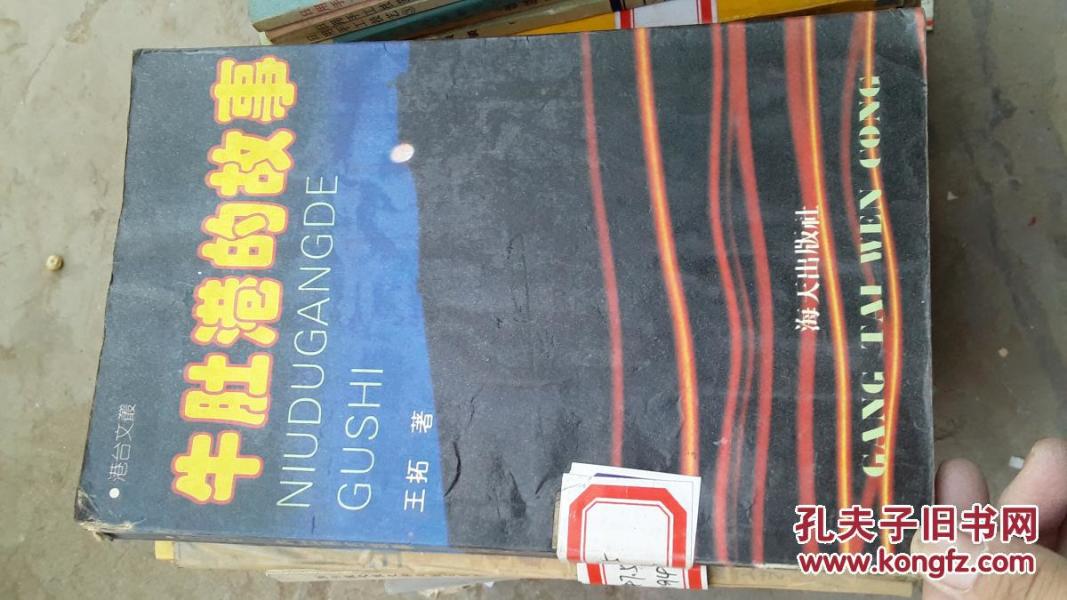 ● 港台文叢
牛肚港的故事
NIUDUGANGDE
GUSHI
王拓 著
海天出版社
GANG TAI WEN CONG
孔夫子旧书网
www.kongfz.com